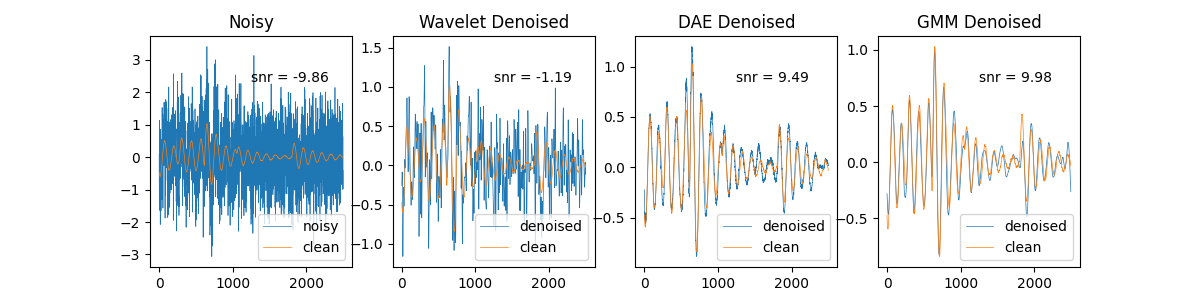 Noisy
3
2
1
0
−1
−2
−3
0
1000
2000
snr = -9.86
noisy
clean
Wavelet Denoised
1.5
1.0
0.5
0.0
−0.5
−1.0
0
1000
2000
snr = -1.19
denoised
clean
DAE Denoised
1.0
0.5
0.0
−0.5
0
1000
2000
snr = 9.49
denoised
clean
GMM Denoised
1.0
0.5
0.0
−0.5
0
1000
2000
snr = 9.98
denoised
clean